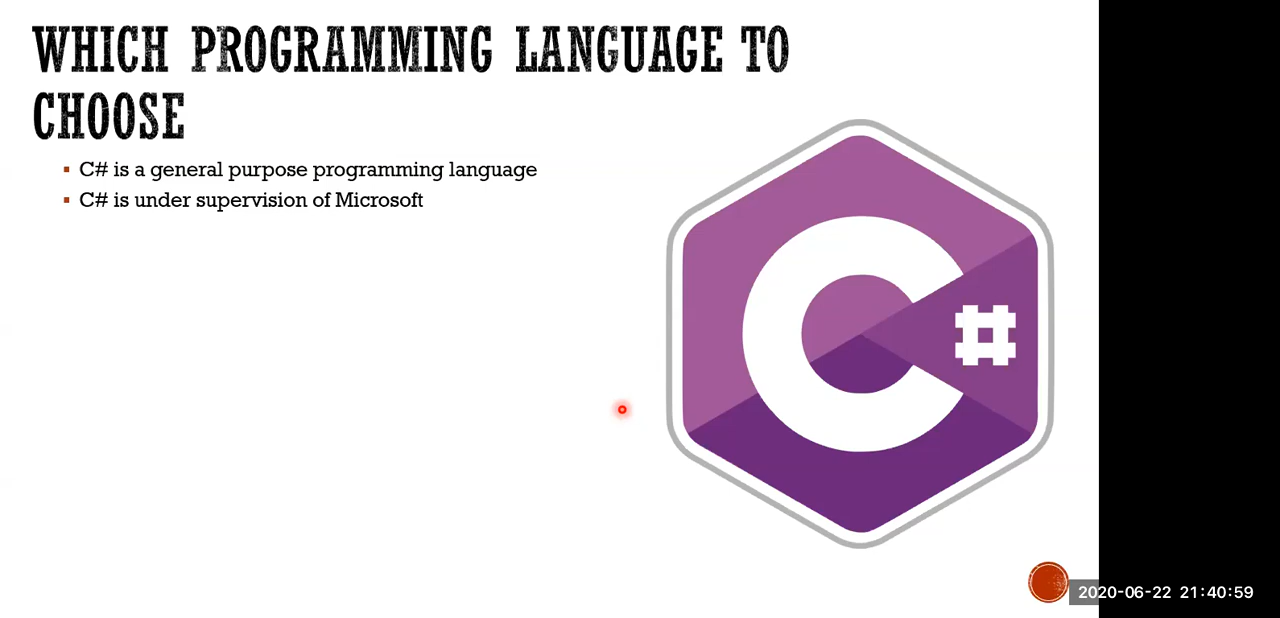 WHICH PROGRAMMING LANGUAGE TO
CHOOSE
C# is a general purpose programming language
C# is under supervision of Microsoft
C#
2020-06-22 21:40:59